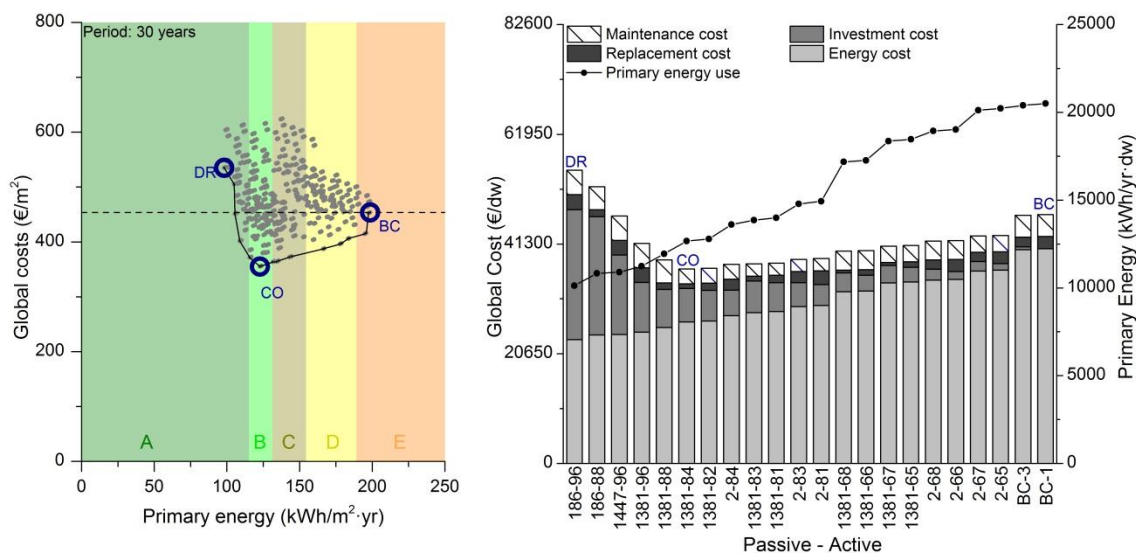 Period: 30 years
800
600
400
200
0
Global costs (€/m²)
DR
BC
CO
A
B
C
D
E
0
50
100
150
200
250
Primary energy (kWh/m²·yr)
Maintenance cost
Investment cost
Replacement cost
Energy cost
Primary energy use
82600
61950
41300
20650
0
Global Cost (€/dw)
DR
CO
BC
25000
20000
15000
10000
5000
0
Primary Energy (kWh/yr·dw)
186-96
186-88
1447-96
1381-96
1381-88
1381-84
1381-82
2-84
1381-83
1381-81
2-83
2-81
1381-68
1381-66
1381-67
1381-65
2-68
2-66
2-67
2-65
BC-3
BC-1
Passive - Active